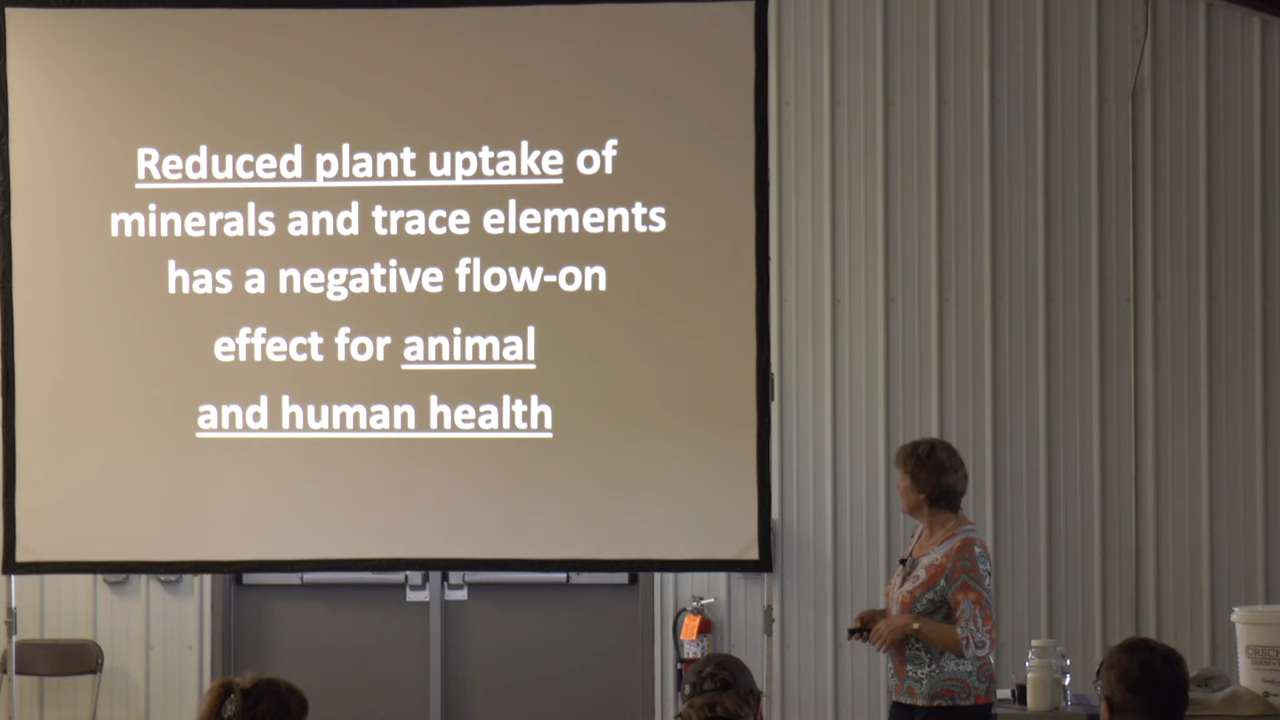 Reduced plant uptake of
minerals and trace elements
has a negative flow-on
effect for animal
and human health